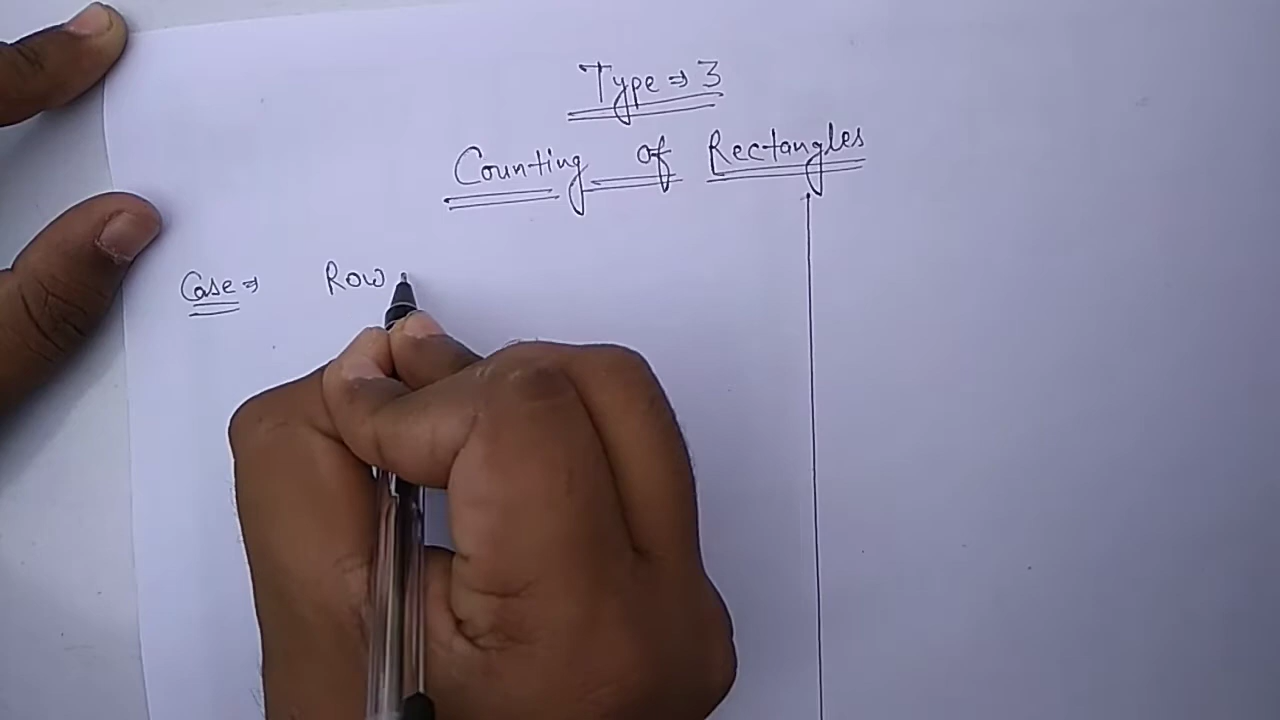 Type ⇒ 3
Counting of Rectangles
Case ⇒ Row